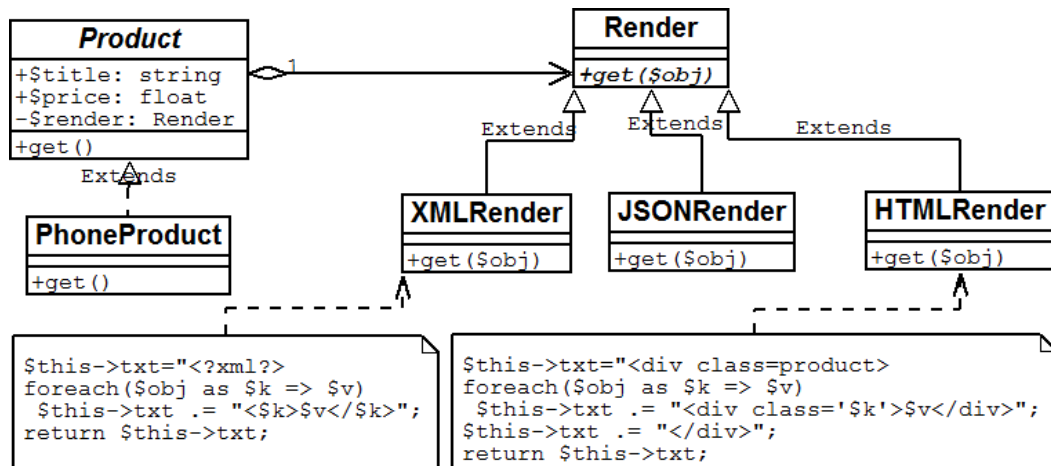 Product
+$title: string
+$price: float
-$render: Render
+get()
1
Render
+get($obj)
Extends
Extends
Extends
Extends
PhoneProduct
+get()
XMLRender
+get($obj)
JSONRender
+get($obj)
HTMLRender
+get($obj)
$this->txt="<?xml?>
foreach($obj as $k => $v)
 $this->txt .= "<$k>$v</$k>";
return $this->txt;
$this->txt="<div class=product>
foreach($obj as $k => $v)
 $this->txt .= "<div class='$k'>$v</div>";
$this->txt .= "</div>";
return $this->txt;